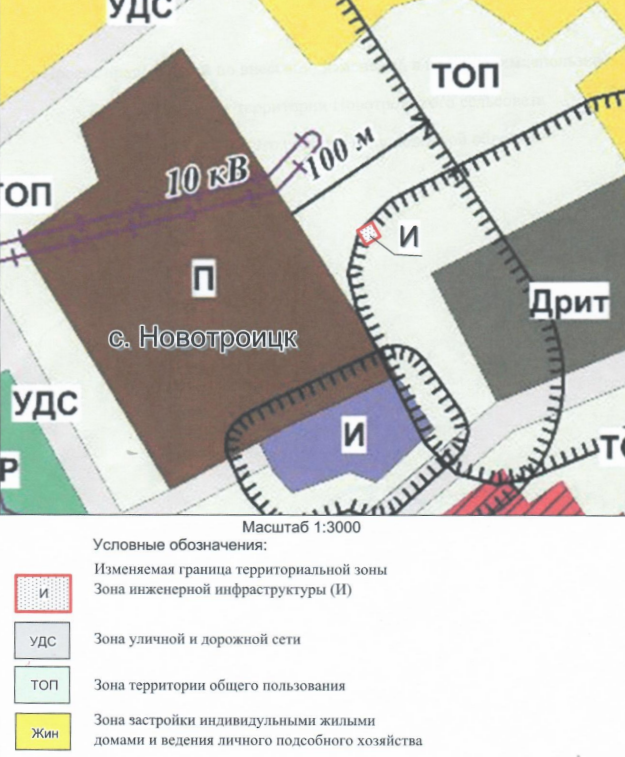 УДС
ТОП
100 м
10 кВ
ТОП
И
П
Дрит
с. Новотроицк
УДС
И
Р
Масштаб 1:3000
Условные обозначения:
Изменяемая граница территориальной зоны
И
Зона инженерной инфраструктуры (И)
УДС
Зона уличной и дорожной сети
ТОП
Зона территории общего пользования
Жин
Зона застройки индивидульными жилыми
домами и ведения личного подсобного хозяйства